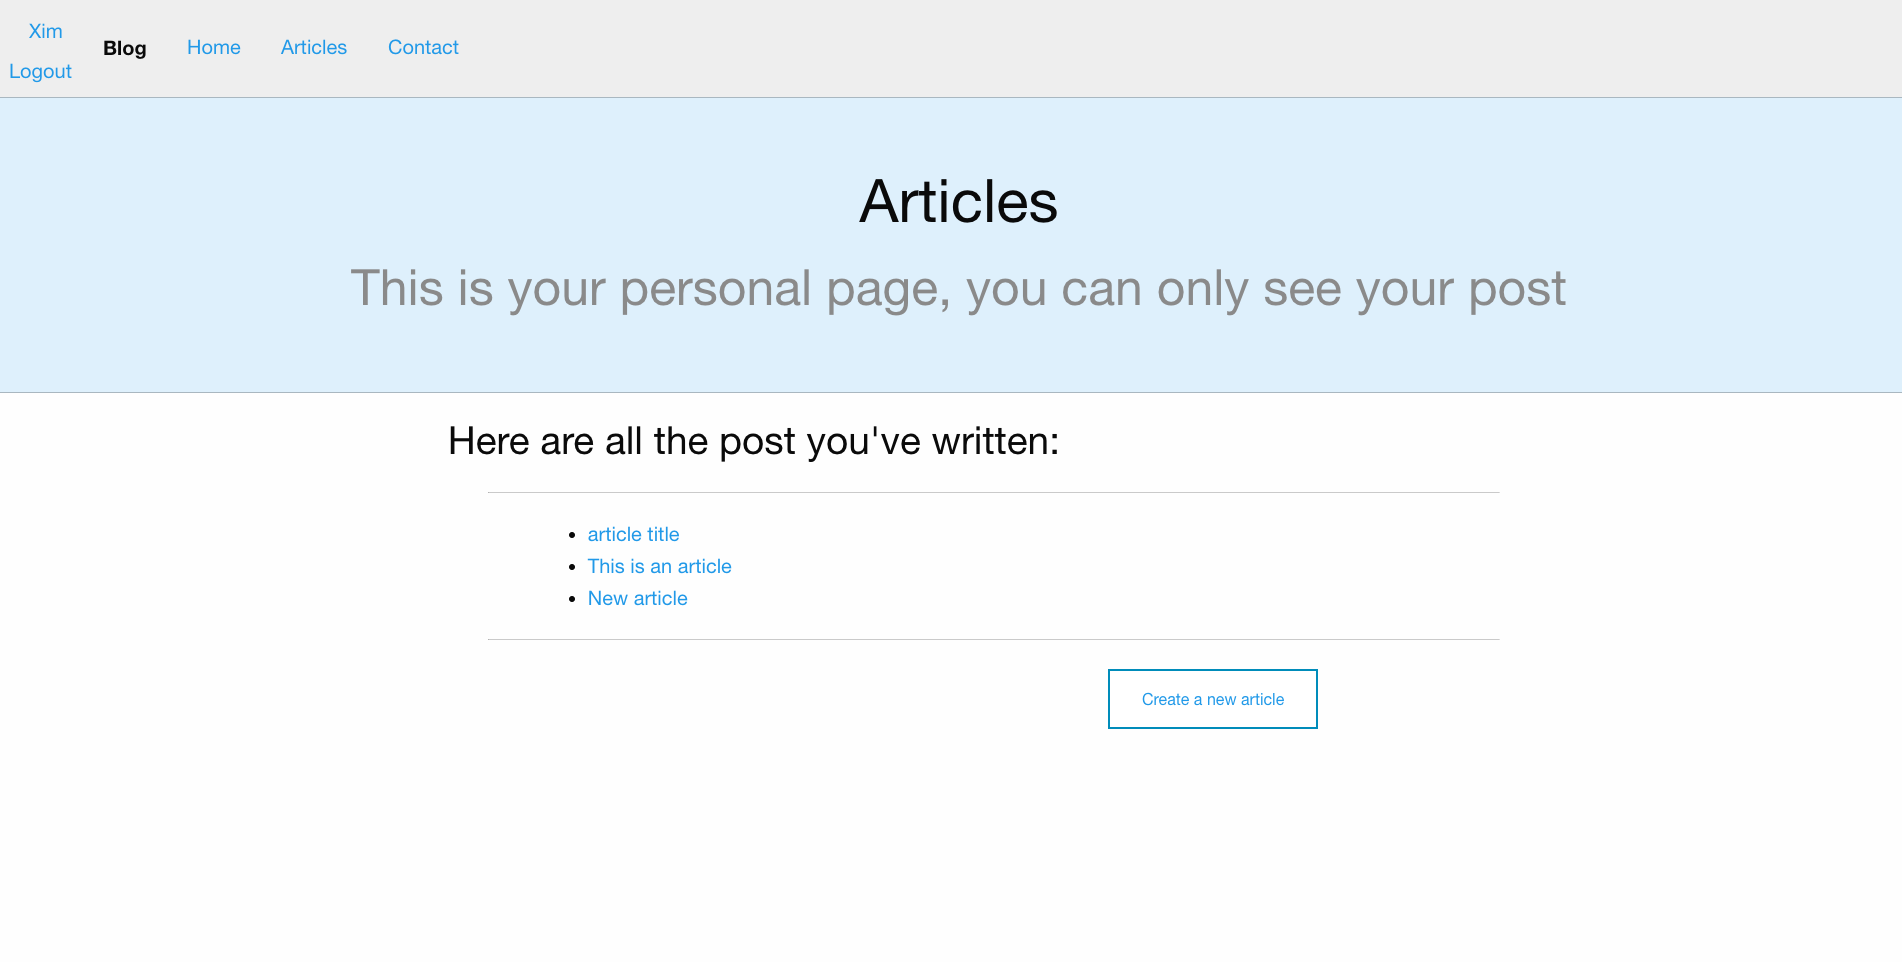 Xim
Logout
Blog
Home
Articles
Contact
Articles
This is your personal page, you can only see your post
Here are all the post you've written:
article title
This is an article
New article
Create a new article